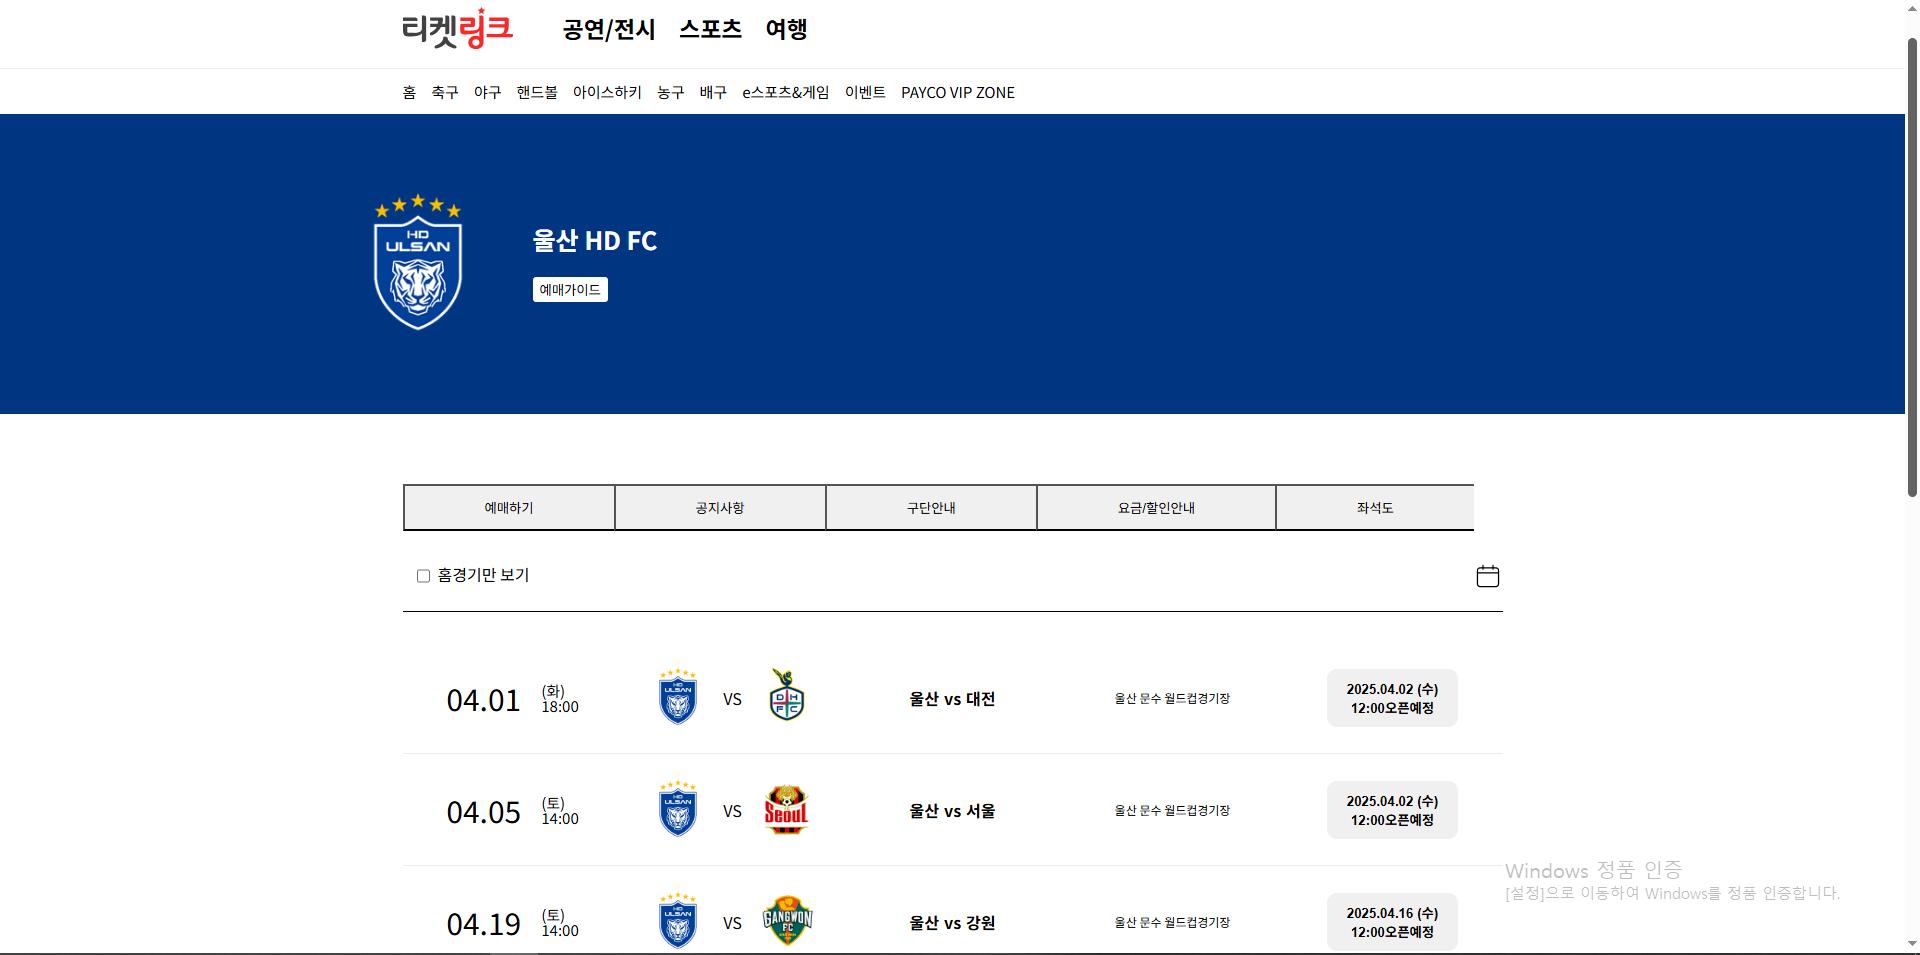 티켓링크 공연/전시 스포츠 여행
홈 축구 야구 핸드볼 아이스하키 농구 배구 e스포츠&게임 이벤트 PAYCO VIP ZONE
HD
ULSAN
울산 HD FC
예매가이드
예매하기 공지사항 구단안내 요금/할인안내 좌석도
홈경기만 보기
04.01 (화) 18:00 HD ULSAN VS DHFC 울산 vs 대전 울산 문수 월드컵경기장 2025.04.02 (수)
12:00오픈예정
04.05 (토) 14:00 HD ULSAN VS Seoul 울산 vs 서울 울산 문수 월드컵경기장 2025.04.02 (수)
12:00오픈예정
Windows 정품 인증
[설정]으로 이동하여 Windows를 정품 인증합니다.
04.19 (토) 14:00 HD ULSAN VS GANGWON FC 울산 vs 강원 울산 문수 월드컵경기장 2025.04.16 (수)
12:00오픈예정